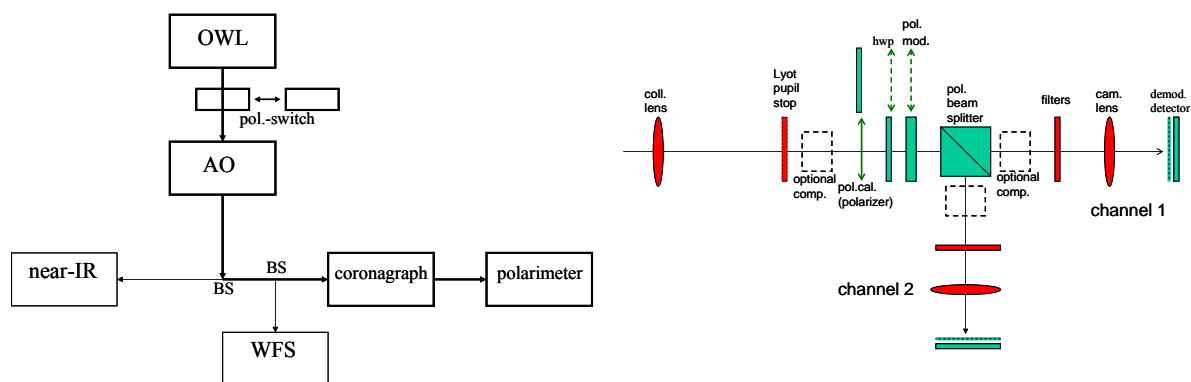 OWL
pol.-switch
AO
near-IR
BS
BS
coronagraph
polarimeter
WFS
coll.
lens
Lyot
pupil
stop
optional
comp.
pol.cal.
(polarizer)
hwp
pol.
mod.
pol.
beam
splitter
optional
comp.
filters
cam.
lens
demod.
detector
channel 1
channel 2